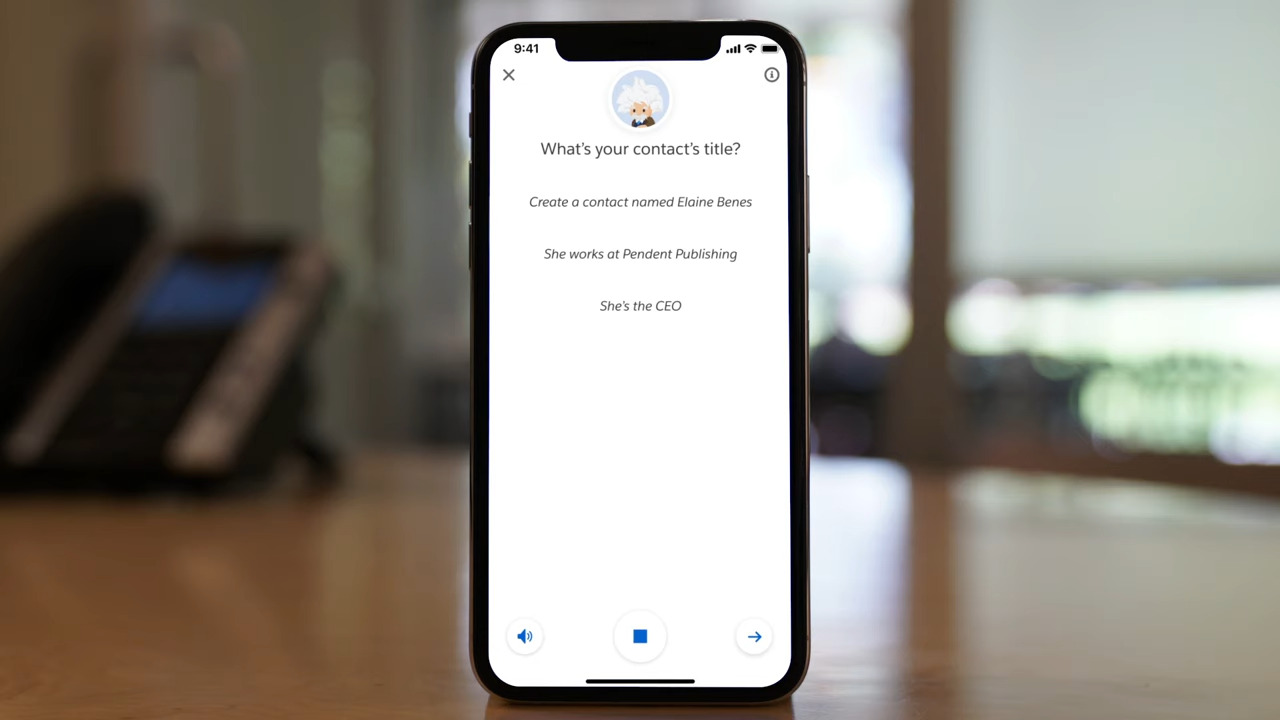 9:41
What’s your contact’s title?
Create a contact named Elaine Benes
She works at Pendent Publishing
She’s the CEO